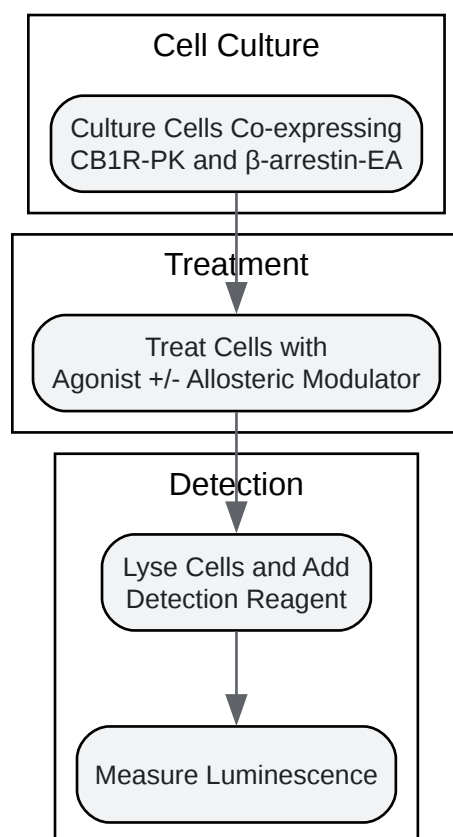 Cell Culture
Culture Cells Co-expressing
CB1R-PK and β-arrestin-EA
Treatment
Treat Cells with
Agonist +/- Allosteric Modulator
Detection
Lyse Cells and Add
Detection Reagent
Measure Luminescence